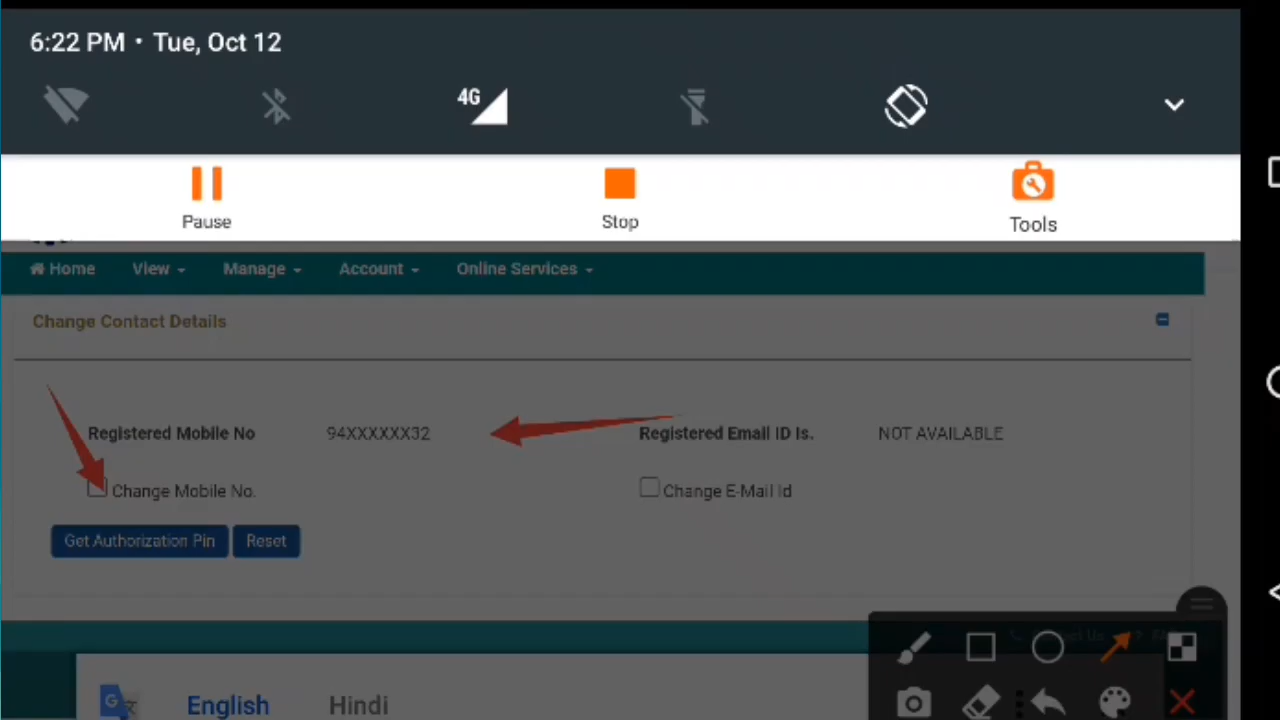 6:22 PM • Tue, Oct 12
4G
Pause
Stop
Tools
Home View Manage Account Online Services
Change Contact Details
Registered Mobile No 94XXXXXX32 Registered Email ID Is. NOT AVAILABLE
Change Mobile No. Change E-Mail Id
Get Authorization Pin Reset
English Hindi